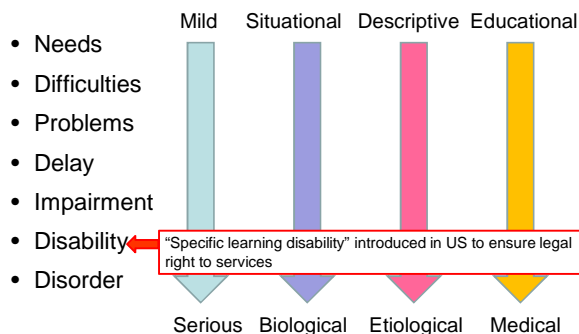 Mild Situational Descriptive Educational
• Needs
• Difficulties
• Problems
• Delay
• Impairment
• Disability
“Specific learning disability” introduced in US to ensure legal
right to services
• Disorder
Serious Biological Etiological Medical